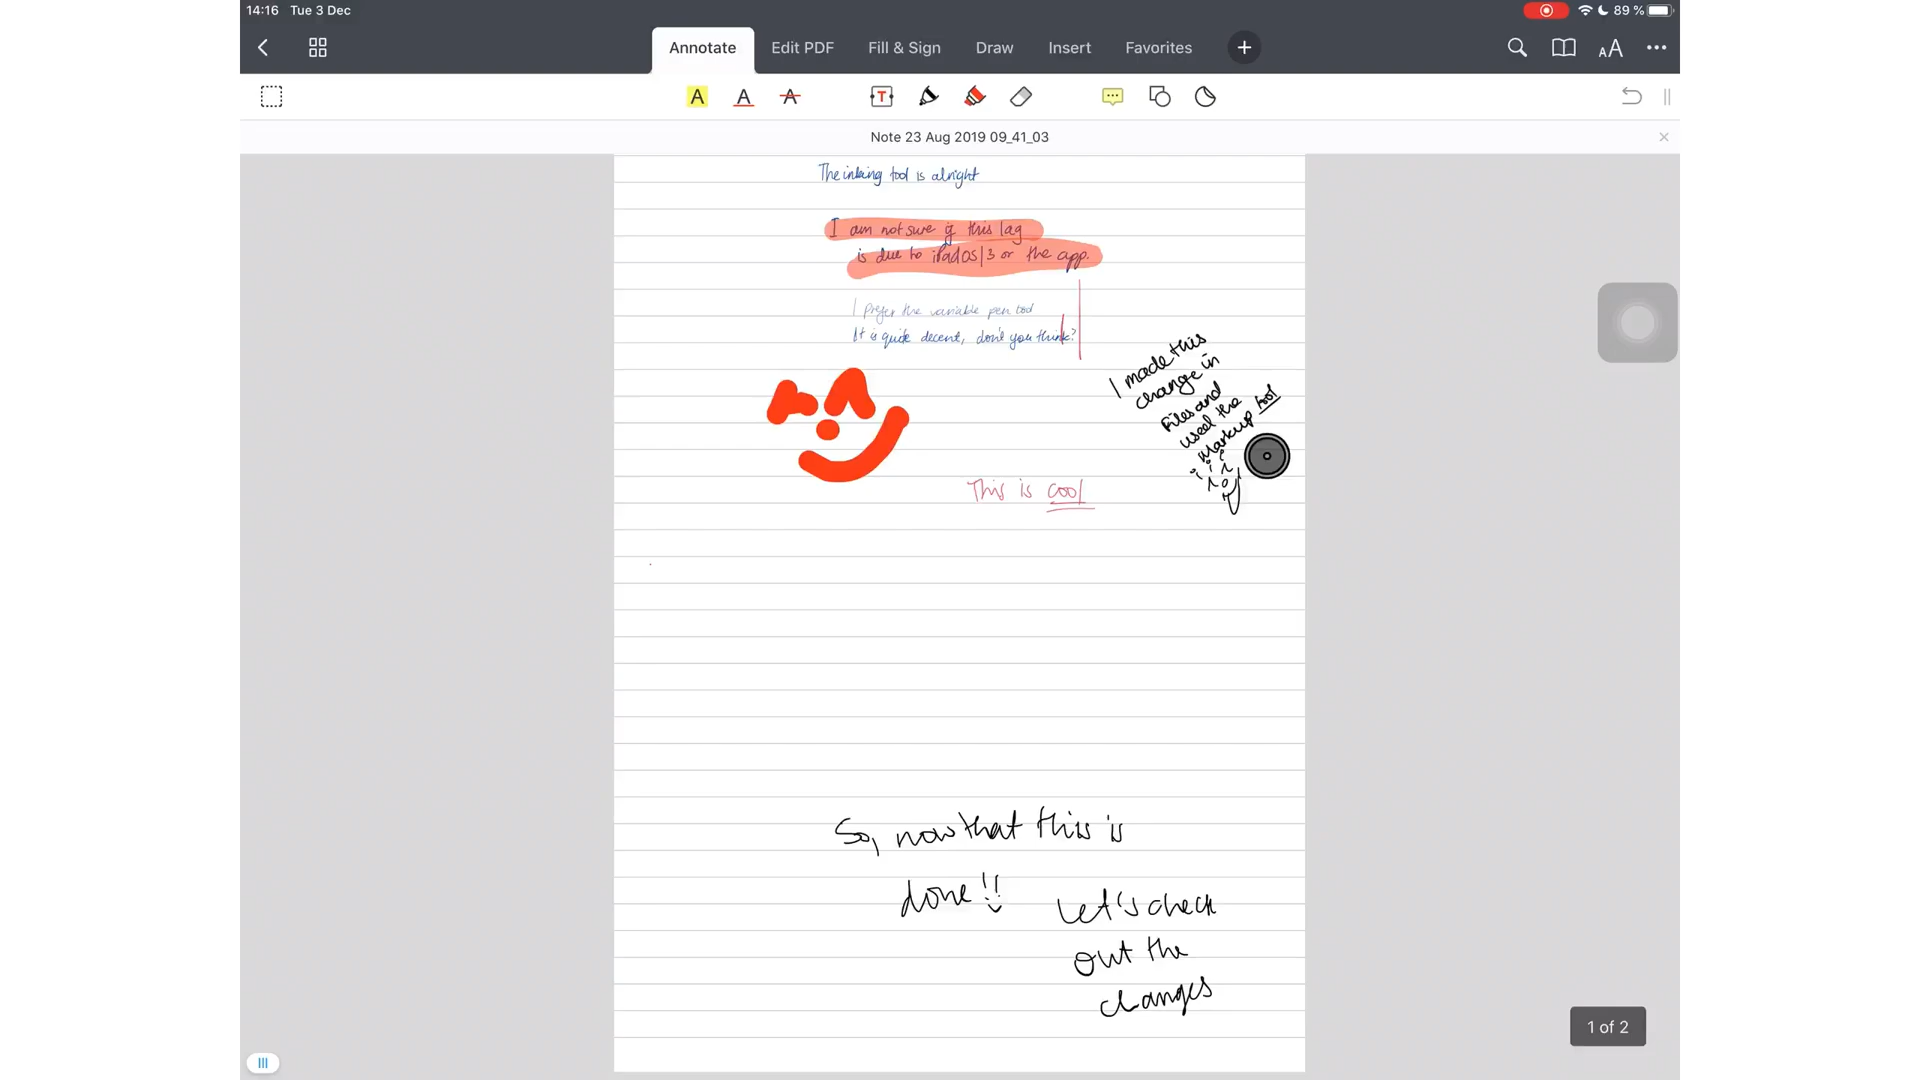 14:16 Tue 3 Dec
89 %
Annotate Edit PDF Fill & Sign Draw Insert Favorites
Note 23 Aug 2019 09_41_03
The inking tool is alright
I am not sure if this lag
is due to iPadOS13 or the app.
I prefer the variable pen tool
It is quite decent, don't you think?
I made this
change in
Files and
used the
Markup tool
This is cool
So, now that this is
done!!
Let's check
out the
changes
1 of 2